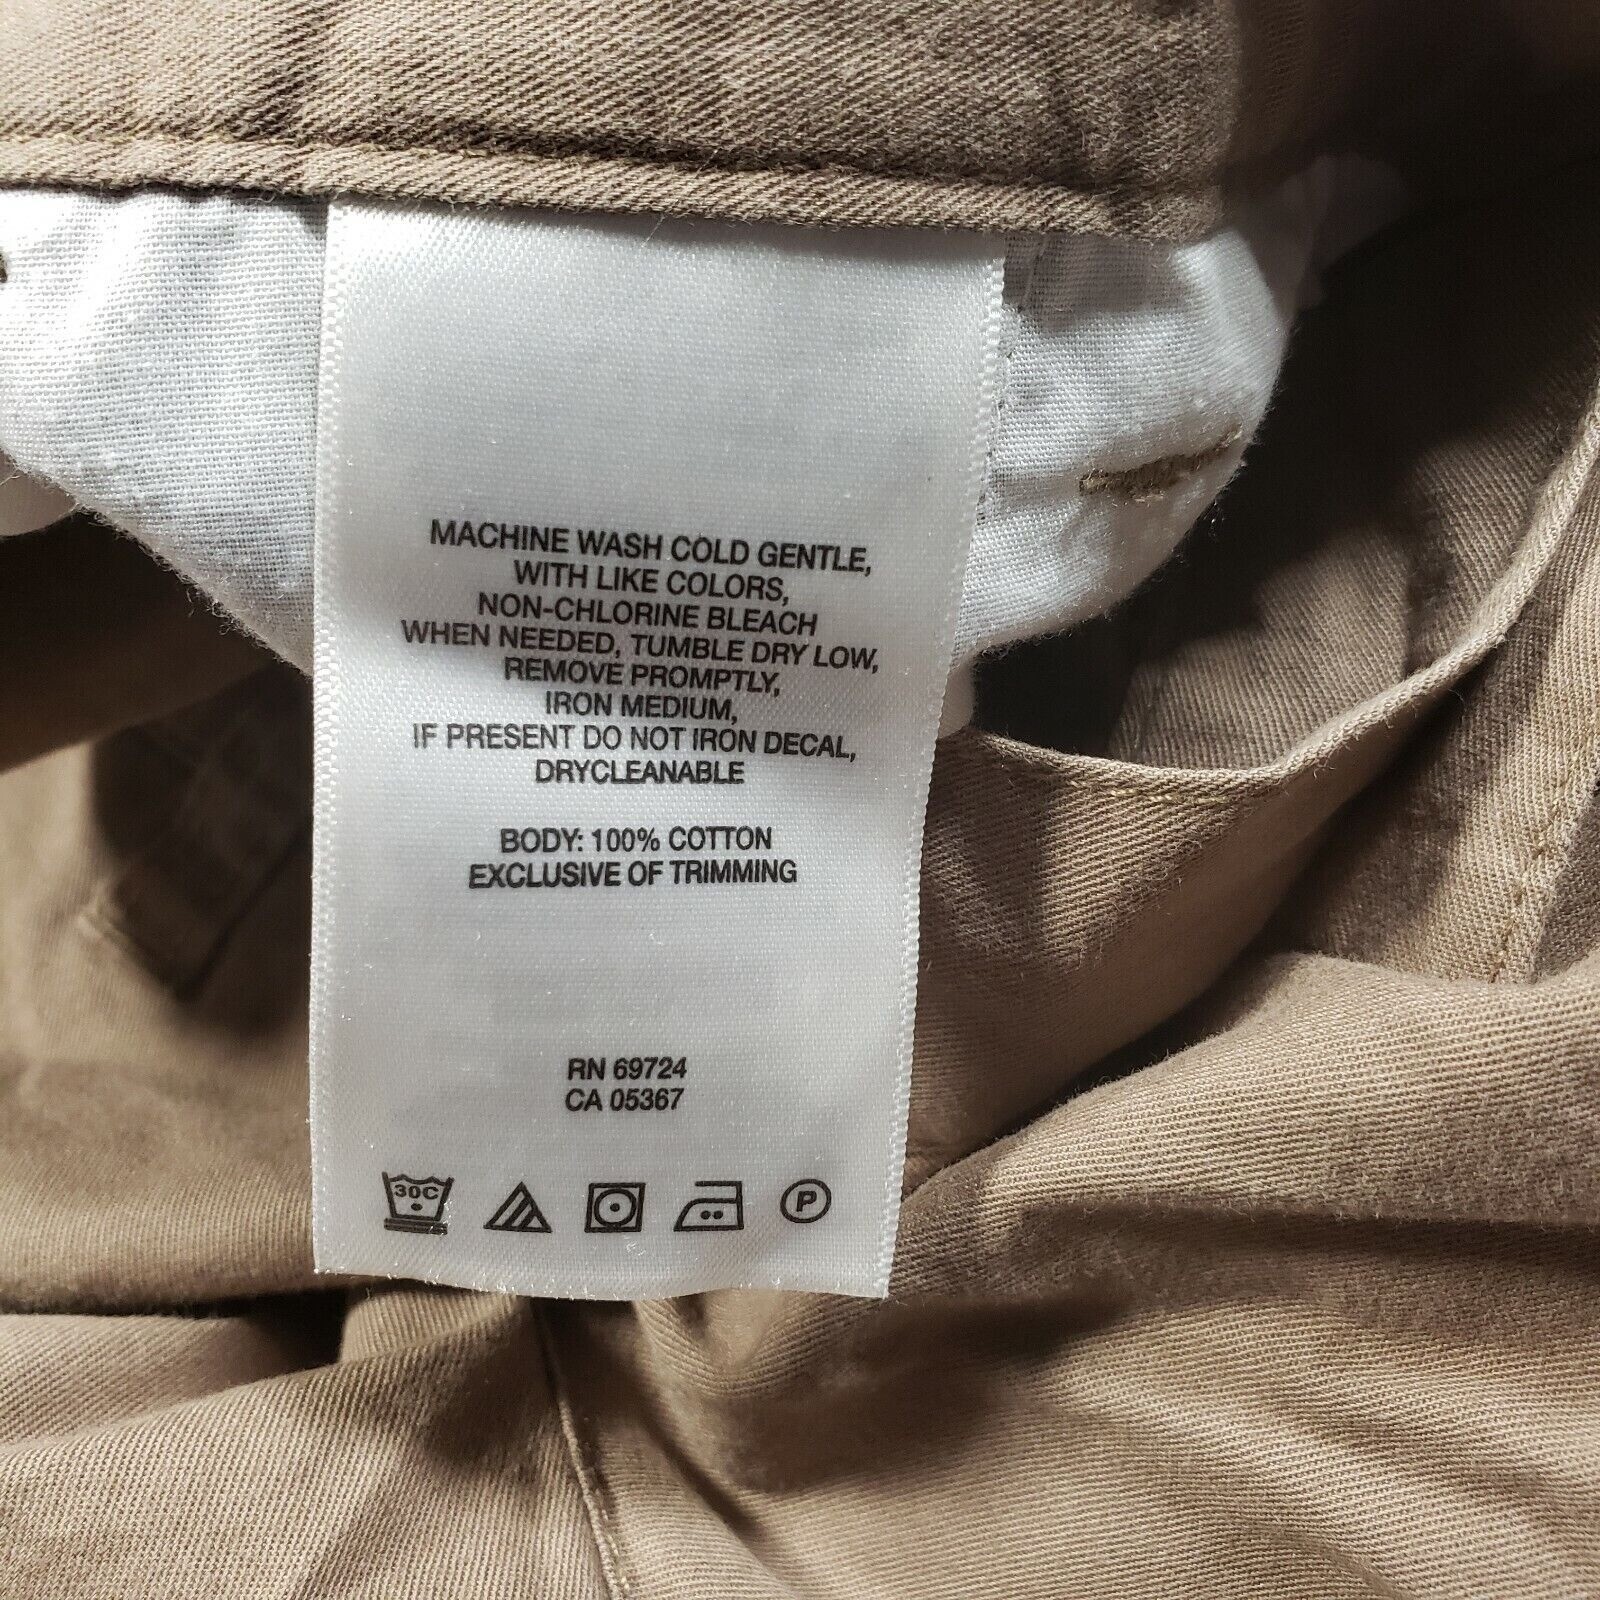 MACHINE WASH COLD GENTLE,
WITH LIKE COLORS,
NON-CHLORINE BLEACH
WHEN NEEDED, TUMBLE DRY LOW,
REMOVE PROMPTLY,
IRON MEDIUM,
IF PRESENT DO NOT IRON DECAL,
DRYCLEANABLE
BODY: 100% COTTON
EXCLUSIVE OF TRIMMING
RN 69724
CA 05367
30C P